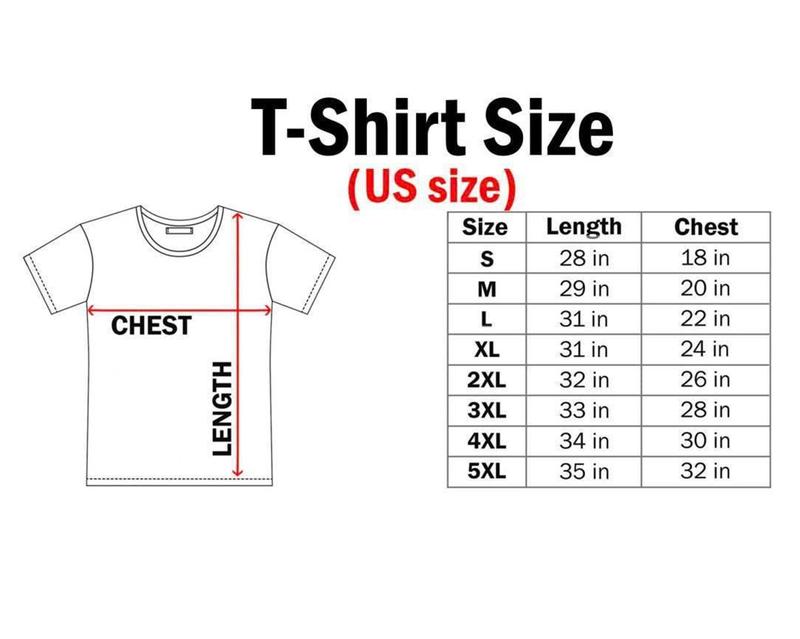 T-Shirt Size
(US size)
CHEST
LENGTH
Size Length Chest
S 28 in 18 in
M 29 in 20 in
L 31 in 22 in
XL 31 in 24 in
2XL 32 in 26 in
3XL 33 in 28 in
4XL 34 in 30 in
5XL 35 in 32 in